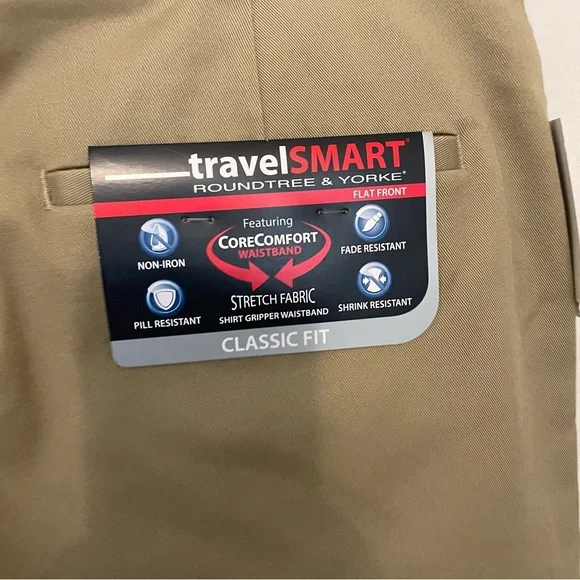 travelSMART®
ROUNDTREE & YORKE®
FLAT FRONT
NON-IRON
PILL RESISTANT
Featuring
CORECOMFORT
WAISTBAND
STRETCH FABRIC
SHIRT GRIPPER WAISTBAND
FADE RESISTANT
SHRINK RESISTANT
CLASSIC FIT